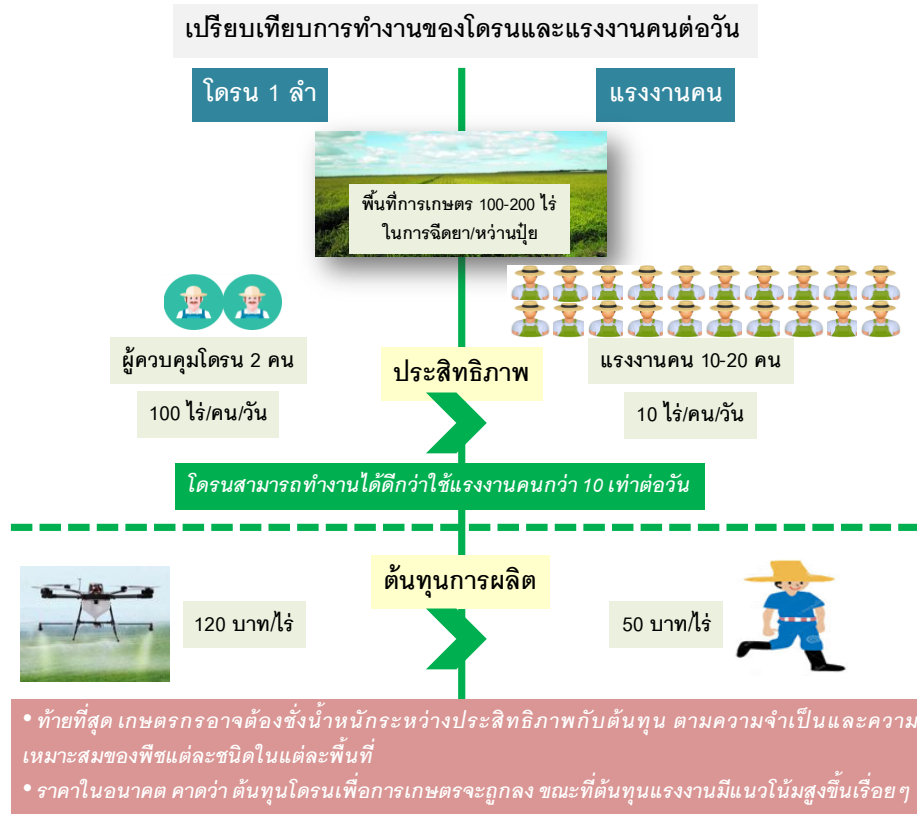 เปรียบเทียบการทำงานของโดรนและแรงงานคนต่อวัน
โดรน 1 ลำ
แรงงานคน
พื้นที่การเกษตร 100-200 ไร่
ในการฉีดยา/หว่านปุ๋ย
ผู้ควบคุมโดรน 2 คน
ประสิทธิภาพ
แรงงานคน 10-20 คน
100 ไร่/คน/วัน
10 ไร่/คน/วัน
โดรนสามารถทำงานได้ดีกว่าใช้แรงงานคนกว่า 10 เท่าต่อวัน
ต้นทุนการผลิต
120 บาท/ไร่
50 บาท/ไร่
• ท้ายที่สุด เกษตรกรอาจต้องชั่งน้ำหนักระหว่างประสิทธิภาพกับต้นทุน ตามความจำเป็นและความ
เหมาะสมของพืชแต่ละชนิดในแต่ละพื้นที่
• ราคาในอนาคต คาดว่า ต้นทุนโดรนเพื่อการเกษตรจะถูกลง ขณะที่ต้นทุนแรงงานมีแนวโน้มสูงขึ้นเรื่อยๆ